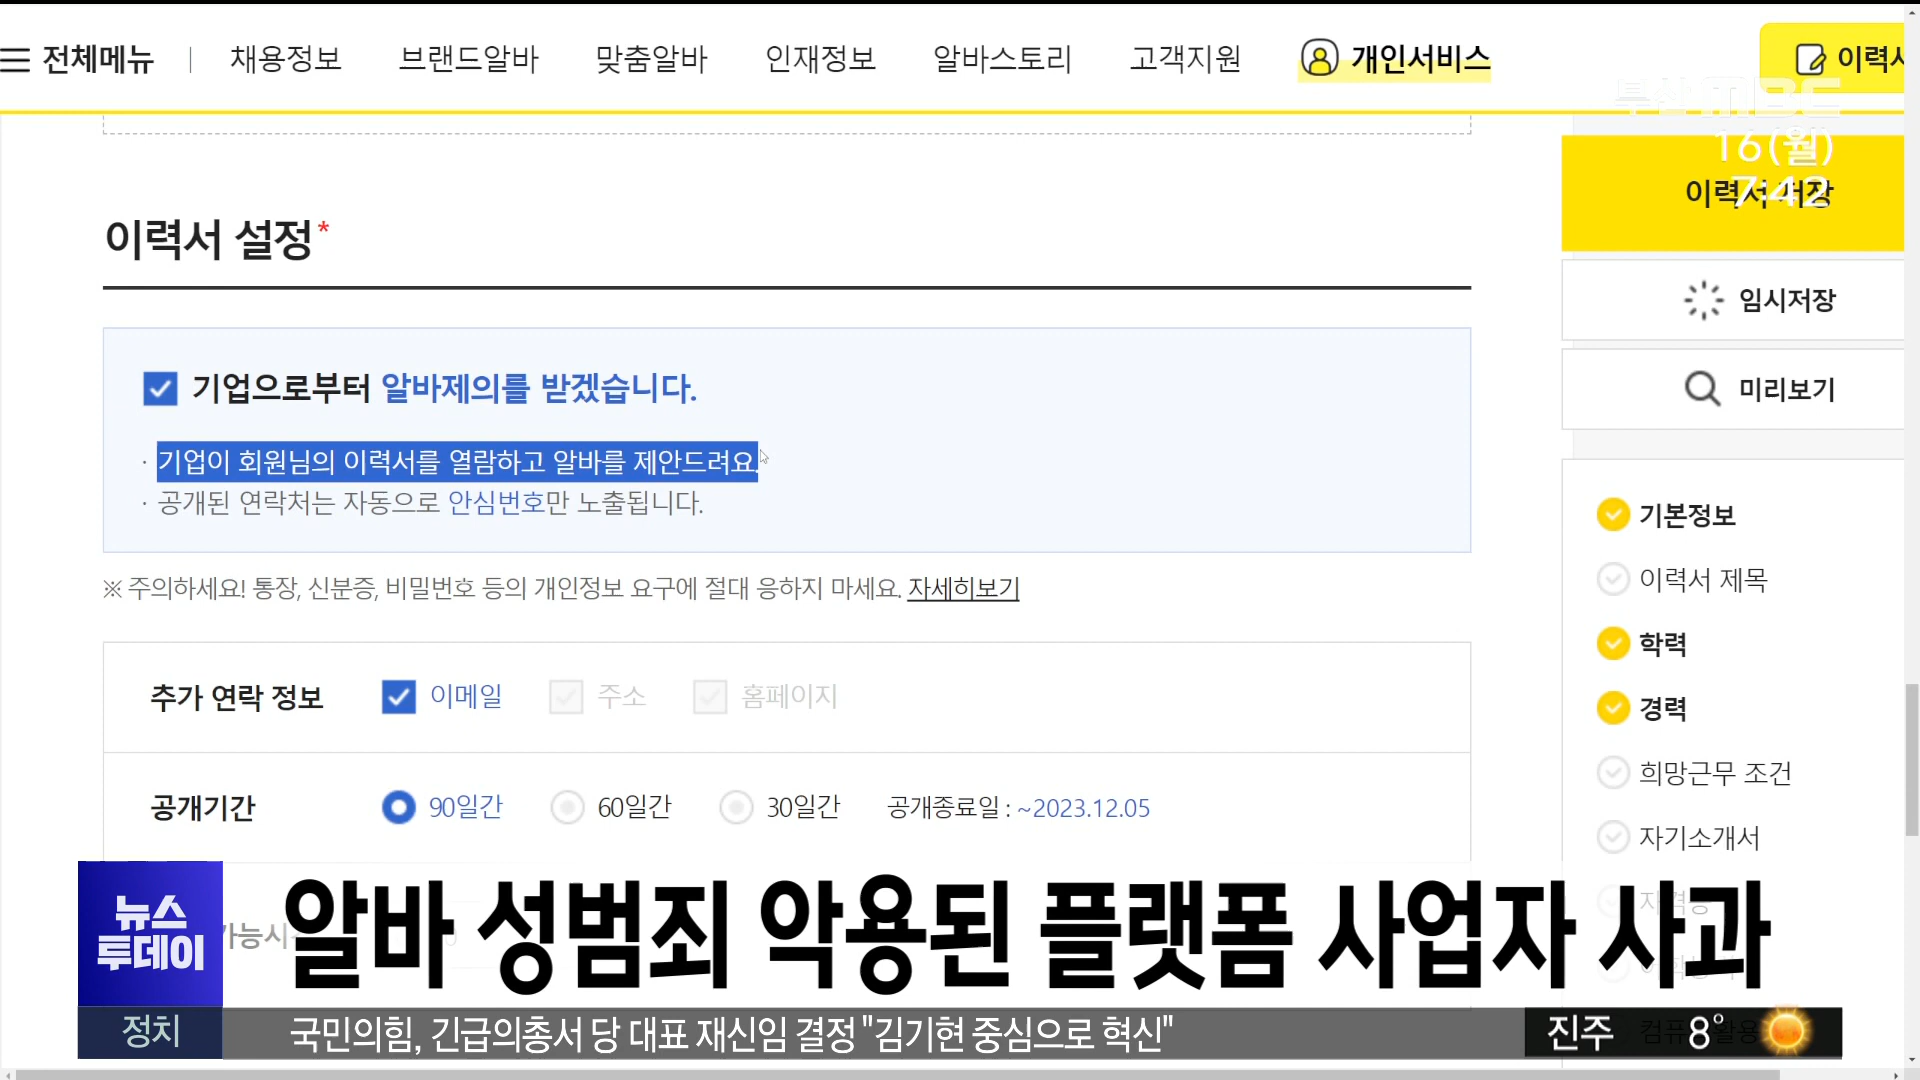 전체메뉴 채용정보 브랜드알바 맞춤알바 인재정보 알바스토리 고객지원 개인서비스
부산MBC
16(월)
7:42
이력서 저장
이력서 설정*
임시저장
기업으로부터 알바제의를 받겠습니다.
미리보기
· 기업이 회원님의 이력서를 열람하고 알바를 제안드려요.
· 공개된 연락처는 자동으로 안심번호만 노출됩니다.
※ 주의하세요! 통장, 신분증, 비밀번호 등의 개인정보 요구에 절대 응하지 마세요. 자세히보기
기본정보
이력서 제목
학력
경력
희망근무 조건
자기소개서
추가 연락 정보 이메일 주소 홈페이지
공개기간 90일간 60일간 30일간 공개종료일 : ~2023.12.05
뉴스
투데이
알바 성범죄 악용된 플랫폼 사업자 사과
정치 국민의힘, 긴급의총서 당 대표 재신임 결정 "김기현 중심으로 혁신"
진주 8°